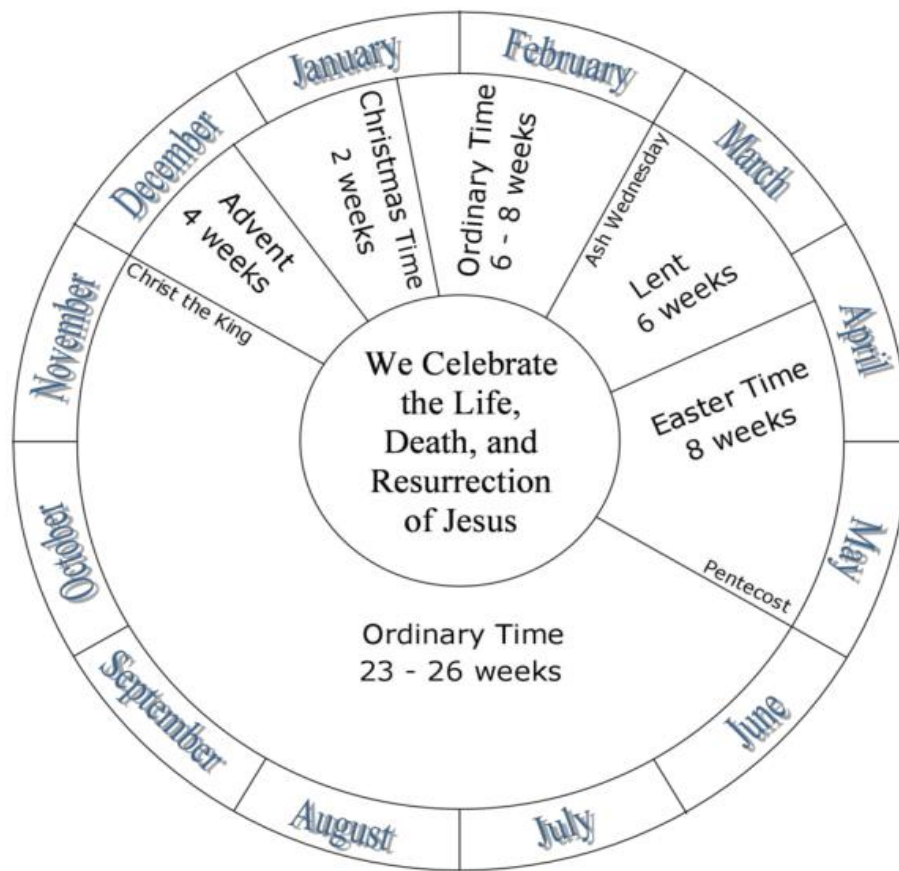 January
February
March
Apriil
May
June
July
August
September
October
November
December
Christ the King
Advent
4 weeks
Christmas Time
2 weeks
Ordinary Time
6 - 8 weeks
Ash Wednesday
Lent
6 weeks
Easter Time
8 weeks
Pentecost
Ordinary Time
23 - 26 weeks
We Celebrate
the Life,
Death, and
Resurrection
of Jesus